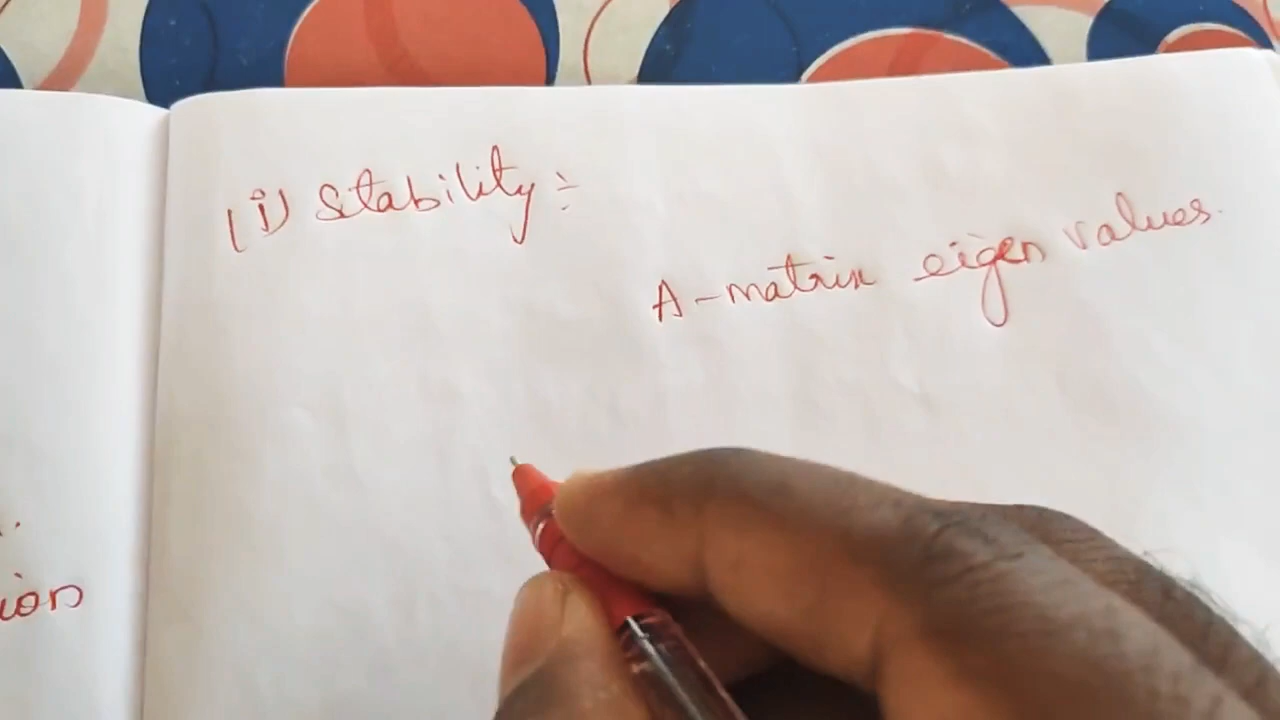 (i) Stability :-
A-matrix eigen values.